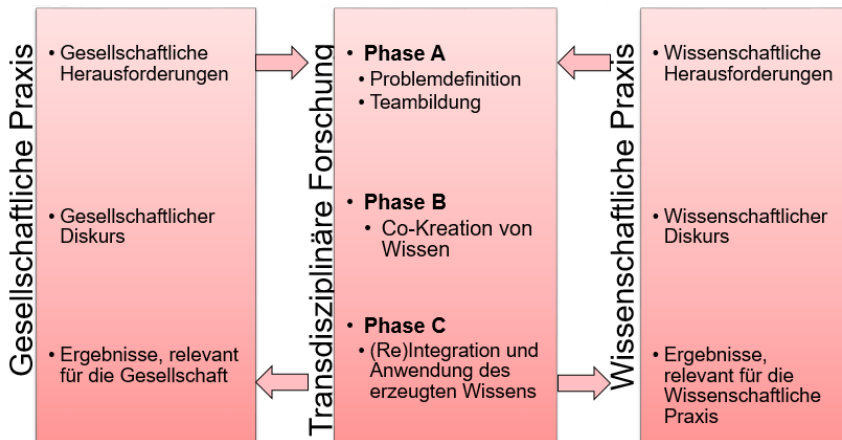 Gesellschaftliche Praxis
• Gesellschaftliche
Herausforderungen
• Gesellschaftlicher
Diskurs
• Ergebnisse, relevant
für die Gesellschaft
Transdisziplinäre Forschung
• Phase A
• Problemdefinition
• Teambildung
• Phase B
• Co-Kreation von
Wissen
• Phase C
• (Re)Integration und
Anwendung des
erzeugten Wissens
Wissenschaftliche Praxis
• Wissenschaftliche
Herausforderungen
• Wissenschaftlicher
Diskurs
• Ergebnisse,
relevant für die
Wissenschaftliche
Praxis